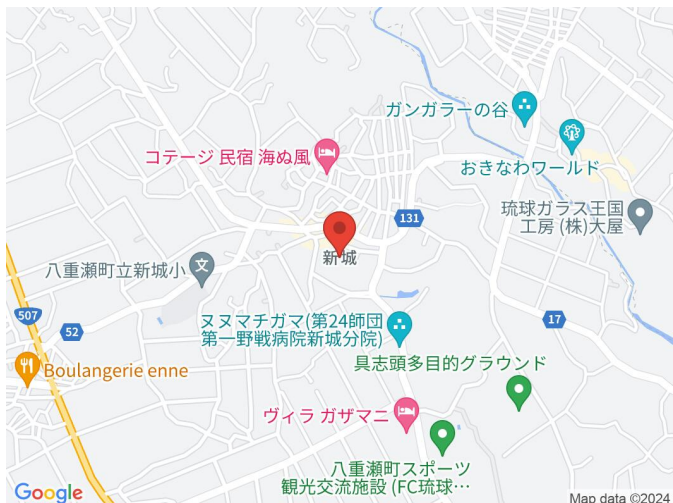 ガンガラーの谷
コテージ 民宿 海ぬ風
おきなわワールド
131
琉球ガラス王国
工房 (株)大屋
新城
八重瀬町立新城小
文
507
52
ヌヌマチガマ(第24師団
第一野戦病院新城分院)
17
具志頭多目的グラウンド
Boulangerie enne
ヴィラ ガザマニ
八重瀬町スポーツ
観光交流施設 (FC琉球…
Google
Map data ©2024